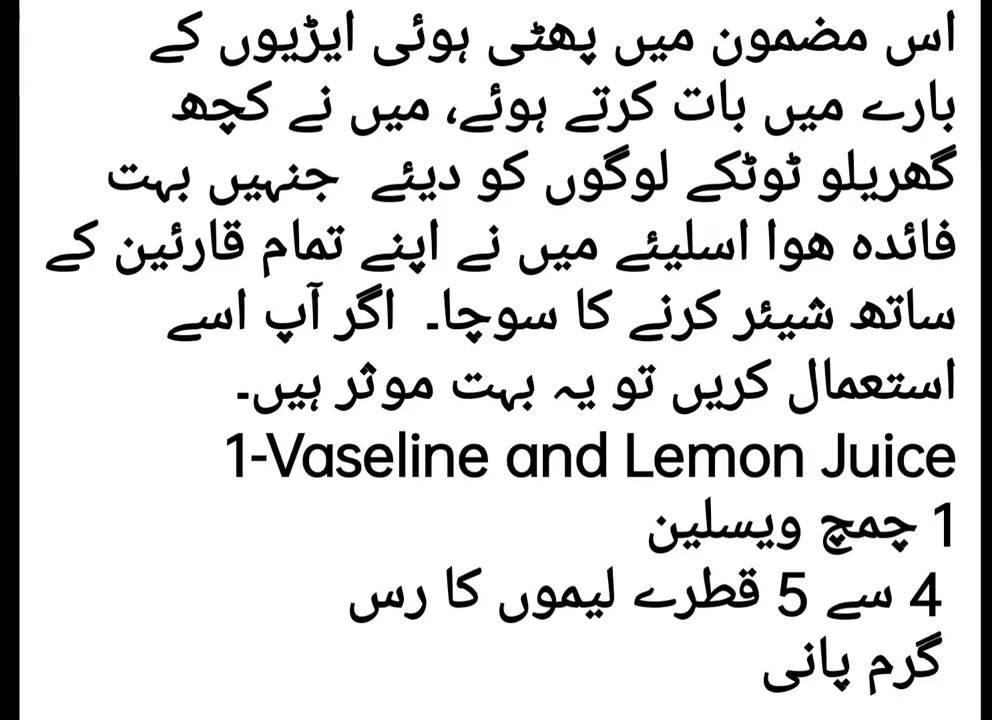 اس مضمون میں پھٹی ہوئی ایڑیوں کے
بارے میں بات کرتے ہوئے، میں نے کچھ
گھریلو ٹوٹکے لوگوں کو دیئے جنہیں بہت
فائدہ ھوا اسلیئے میں نے اپنے تمام قارئین کے
ساتھ شیئر کرنے کا سوچا۔ اگر آپ اسے
استعمال کریں تو یہ بہت موثر ہیں۔
1-Vaseline and Lemon Juice
1 چمچ ویسلین
4 سے 5 قطرے لیموں کا رس
گرم پانی